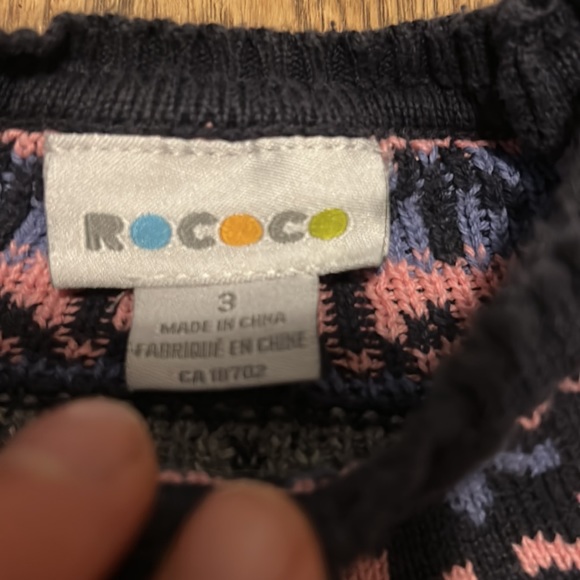 ROCOCO
3
MADE IN CHINA
FABRIQUÉ EN CHINE
CA 18702